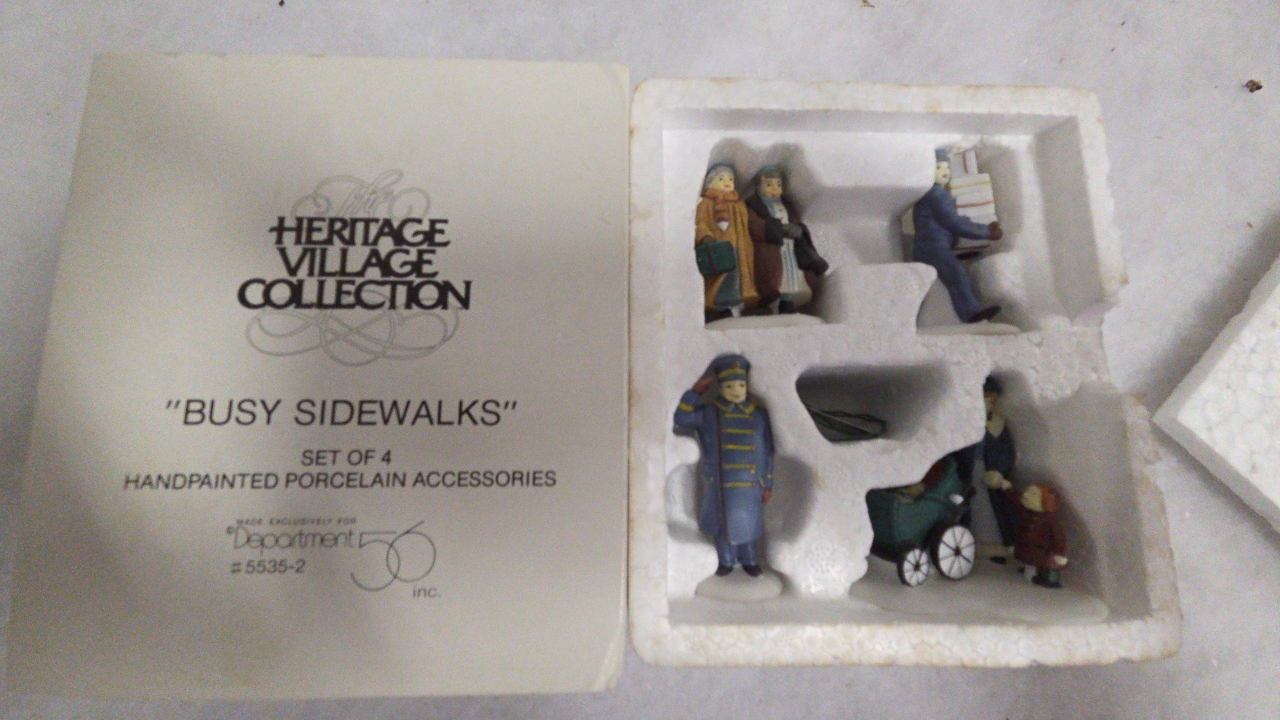 The
HERITAGE
VILLAGE
COLLECTION
"BUSY SIDEWALKS"
SET OF 4
HANDPAINTED PORCELAIN ACCESSORIES
MADE EXCLUSIVELY FOR
©Department 56
#5535-2
inc.